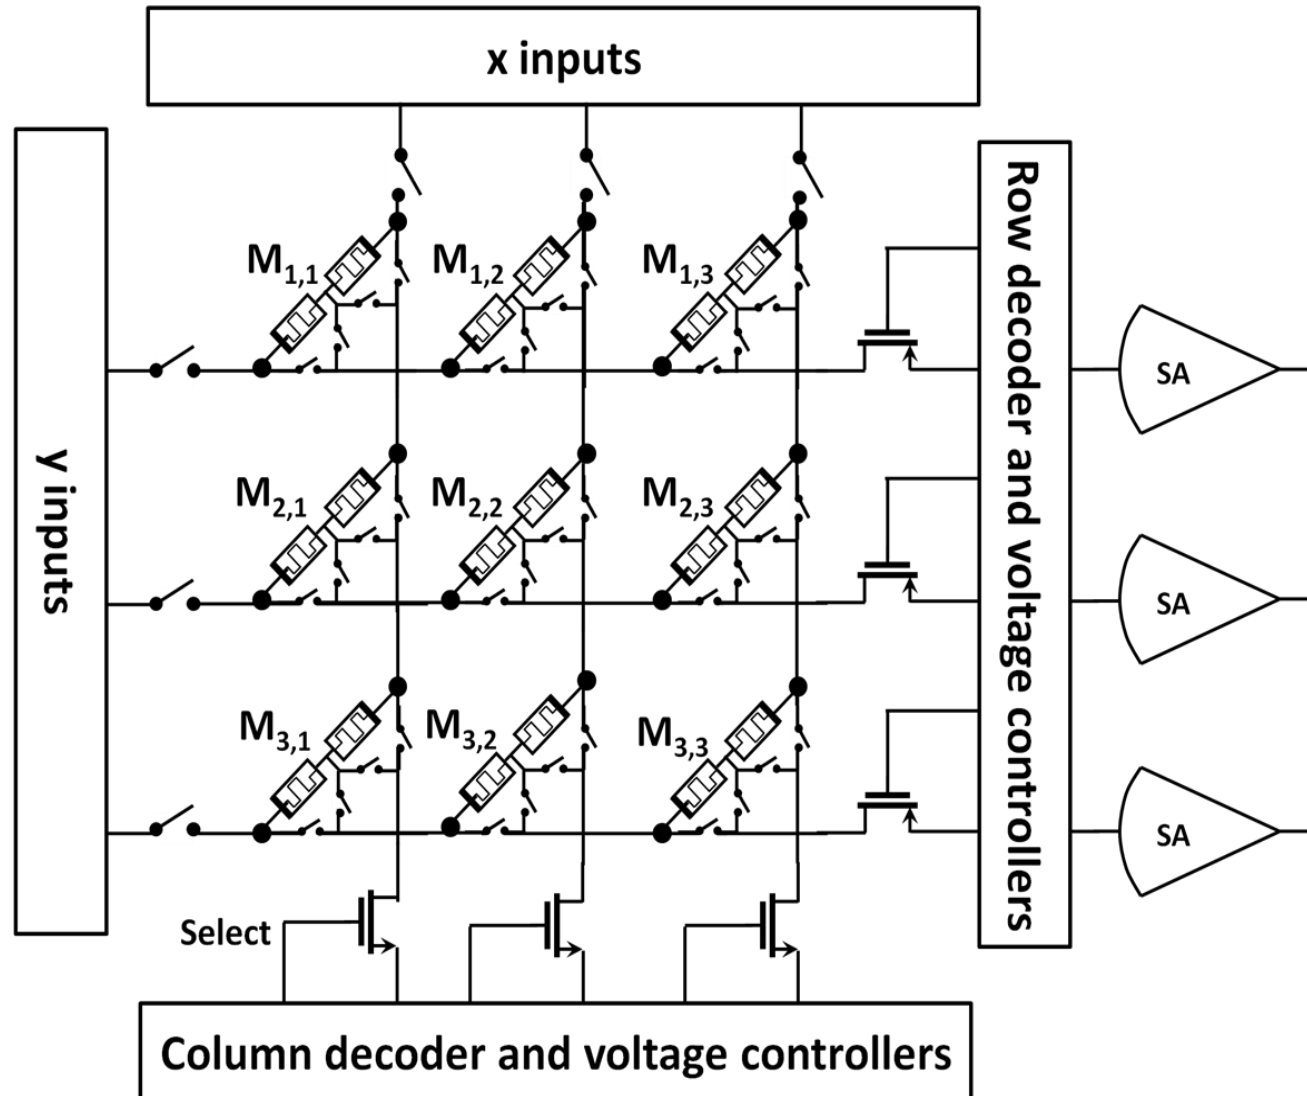 x inputs
y inputs
M1,1
M1,2
M1,3
M2,1
M2,2
M2,3
M3,1
M3,2
M3,3
Row decoder and voltage controllers
SA
SA
SA
Select
Column decoder and voltage controllers